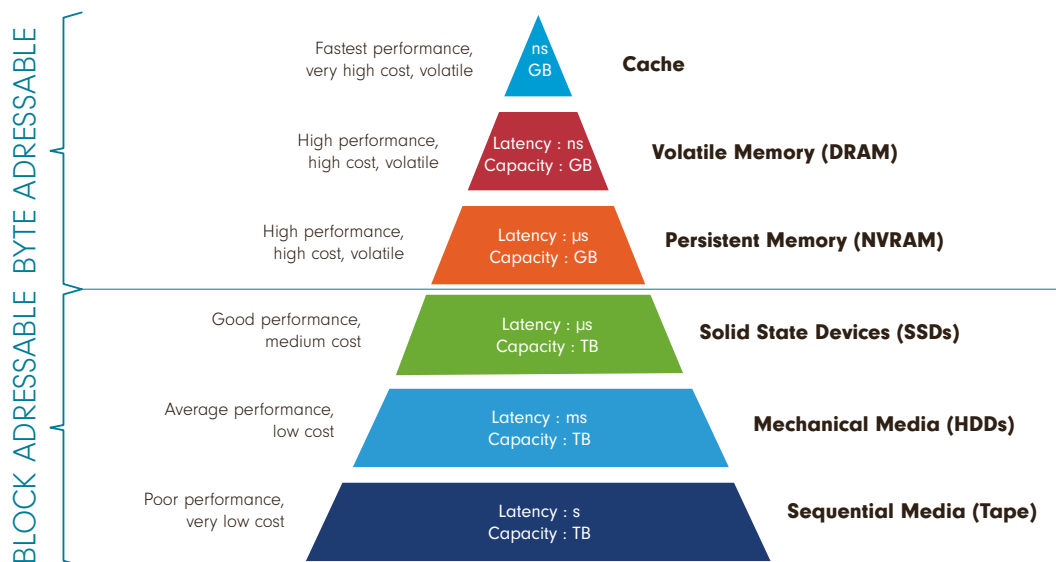 BYTE ADRESSABLE
Fastest performance,
very high cost, volatile
ns
GB
Cache
High performance,
high cost, volatile
Latency : ns
Capacity : GB
Volatile Memory (DRAM)
High performance,
high cost, volatile
Latency : µs
Capacity : GB
Persistent Memory (NVRAM)
BLOCK ADRESSABLE
Good performance,
medium cost
Latency : µs
Capacity : TB
Solid State Devices (SSDs)
Average performance,
low cost
Latency : ms
Capacity : TB
Mechanical Media (HDDs)
Poor performance,
very low cost
Latency : s
Capacity : TB
Sequential Media (Tape)